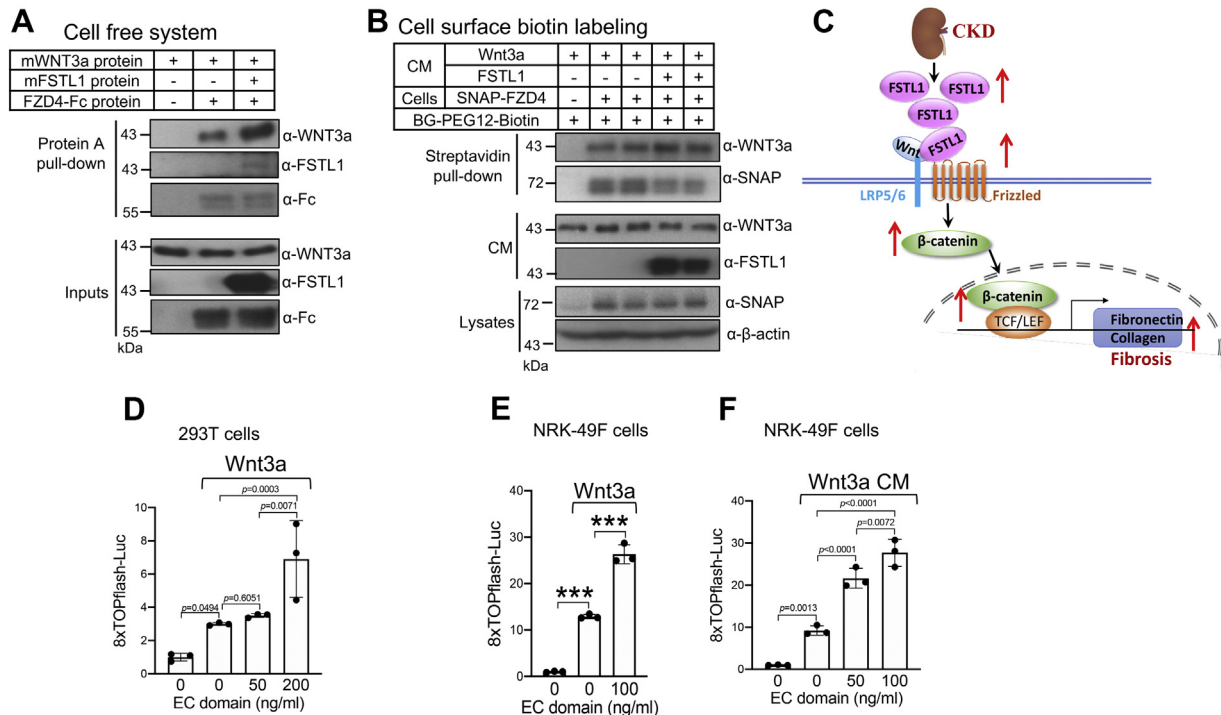 A
Cell free system
mWNT3a protein + + +
mFSTL1 protein - - +
FZD4-Fc protein - + +
Protein A
pull-down
43
α-WNT3a
43
α-FSTL1
55
α-Fc
Inputs
43
α-WNT3a
43
α-FSTL1
55
α-Fc
kDa
B
Cell surface biotin labeling
CM Wnt3a + + + + +
FSTL1 - - - + +
Cells SNAP-FZD4 - + + + +
BG-PEG12-Biotin + + + + +
Streptavidin
pull-down
43
α-WNT3a
72
α-SNAP
CM
43
α-WNT3a
43
α-FSTL1
Lysates
72
α-SNAP
43
α-β-actin
kDa
C
CKD
FSTL1 FSTL1
FSTL1
Wnt FSTL1
LRP5/6 Frizzled
β-catenin
β-catenin
TCF/LEF
Fibronectin
Collagen
Fibrosis
D
293T cells
Wnt3a
p=0.0003
p=0.0071
p=0.6051
p=0.0494
8xTOPflash-Luc
10
8
6
4
2
0
0 0 50 200
EC domain (ng/ml)
E
NRK-49F cells
Wnt3a
***
***
8xTOPflash-Luc
40
30
20
10
0
0 0 100
EC domain (ng/ml)
F
NRK-49F cells
Wnt3a CM
p<0.0001
p=0.0072
p<0.0001
p=0.0013
8xTOPflash-Luc
40
30
20
10
0
0 0 50 100
EC domain (ng/ml)